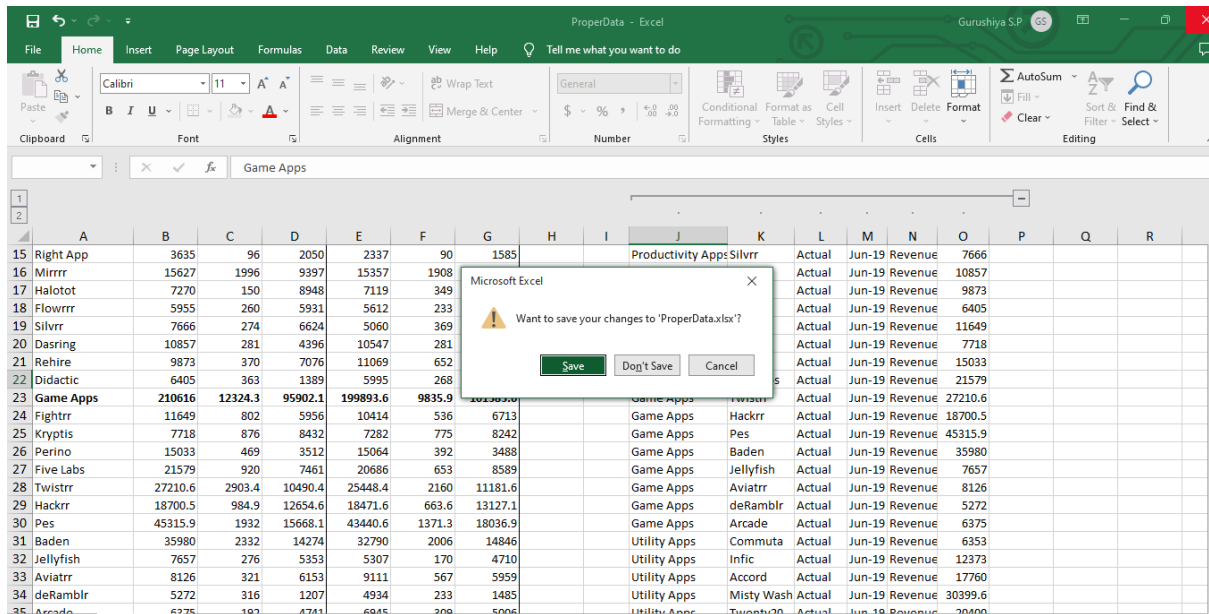 ProperData - Excel Gurushiya S.P GS
File Home Insert Page Layout Formulas Data Review View Help Tell me what you want to do
Calibri 11 A A Wrap Text General AutoSum
Paste B I U A Merge & Center $ % , Conditional Format as Cell Insert Delete Format Fill Sort & Find &
Formatting Table Styles Clear Filter Select
Clipboard Font Alignment Number Styles Cells Editing
fx Game Apps
1
2
A B C D E F G H I J K L M N O P Q R
15 Right App 3635 96 2050 2337 90 1585 Productivity Apps Silvrr Actual Jun-19 Revenue 7666
16 Mirrrr 15627 1996 9397 15357 1908 Actual Jun-19 Revenue 10857
17 Halotot 7270 150 8948 7119 349 Actual Jun-19 Revenue 9873
18 Flowrrr 5955 260 5931 5612 233 Actual Jun-19 Revenue 6405
19 Silvrr 7666 274 6624 5060 369 Actual Jun-19 Revenue 11649
20 Dasring 10857 281 4396 10547 281 Actual Jun-19 Revenue 7718
21 Rehire 9873 370 7076 11069 652 Actual Jun-19 Revenue 15033
22 Didactic 6405 363 1389 5995 268 s Actual Jun-19 Revenue 21579
23 Game Apps 210616 12324.3 95902.1 199893.6 9835.9 Game Apps Twistrr Actual Jun-19 Revenue 27210.6
24 Fightrr 11649 802 5956 10414 536 6713 Game Apps Hackrr Actual Jun-19 Revenue 18700.5
25 Kryptis 7718 876 8432 7282 775 8242 Game Apps Pes Actual Jun-19 Revenue 45315.9
26 Perino 15033 469 3512 15064 392 3488 Game Apps Baden Actual Jun-19 Revenue 35980
27 Five Labs 21579 920 7461 20686 653 8589 Game Apps Jellyfish Actual Jun-19 Revenue 7657
28 Twistrr 27210.6 2903.4 10490.4 25448.4 2160 11181.6 Game Apps Aviatrr Actual Jun-19 Revenue 8126
29 Hackrr 18700.5 984.9 12654.6 18471.6 663.6 13127.1 Game Apps deRamblr Actual Jun-19 Revenue 5272
30 Pes 45315.9 1932 15668.1 43440.6 1371.3 18036.9 Game Apps Arcade Actual Jun-19 Revenue 6375
31 Baden 35980 2332 14274 32790 2006 14846 Utility Apps Commuta Actual Jun-19 Revenue 6353
32 Jellyfish 7657 276 5353 5307 170 4710 Utility Apps Infic Actual Jun-19 Revenue 12373
33 Aviatrr 8126 321 6153 9111 567 5959 Utility Apps Accord Actual Jun-19 Revenue 17760
34 deRamblr 5272 316 1207 4934 233 1485 Utility Apps Misty Wash Actual Jun-19 Revenue 30399.6
35 Arcade 6375 192 4741 6945 309 5006 Utility Apps Twenty20 Actual Jun-19 Revenue 20400
Microsoft Excel
Want to save your changes to 'ProperData.xlsx'?
Save Don't Save Cancel